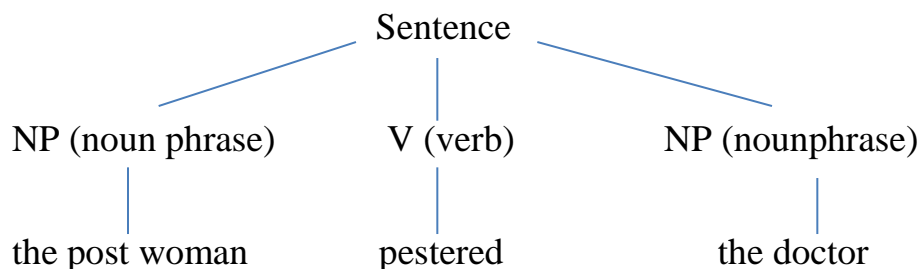 Sentence
NP (noun phrase) V (verb) NP (nounphrase)
the post woman pestered the doctor